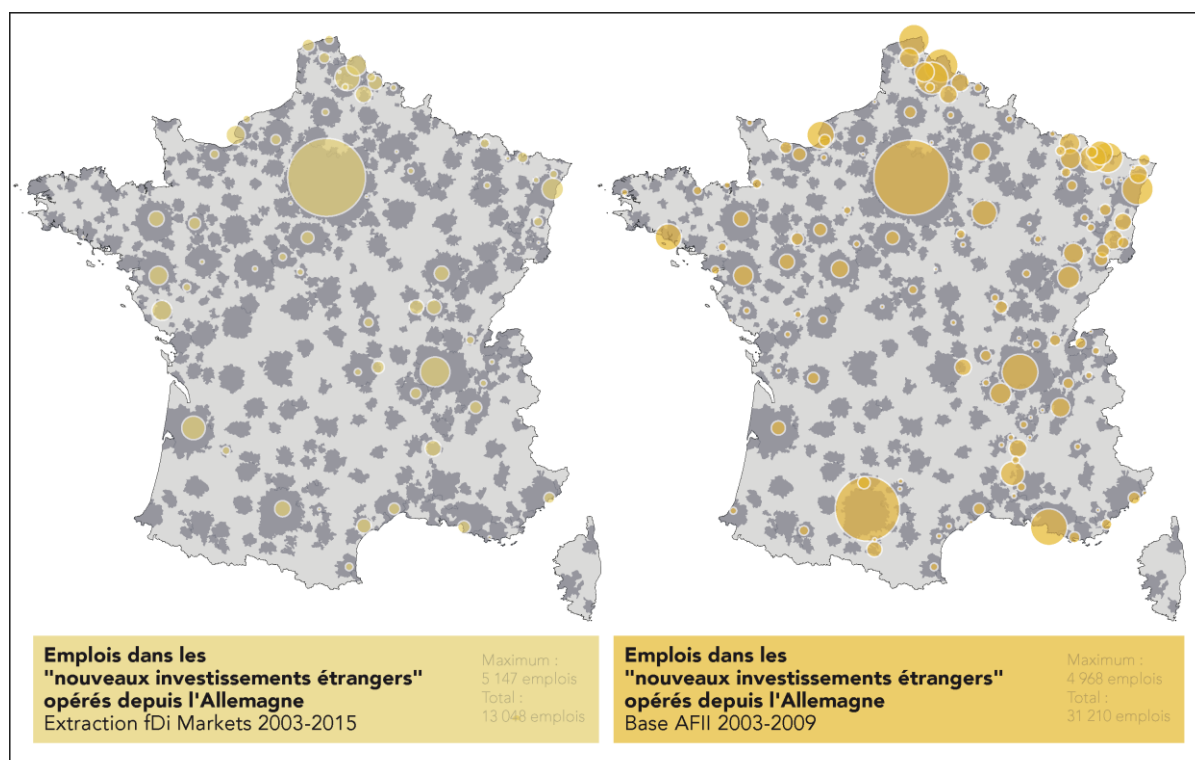 Emplois dans les
"nouveaux investissements étrangers"
opérés depuis l'Allemagne
Extraction fDi Markets 2003-2015
Maximum :
5 147 emplois
Total :
13 048 emplois
Emplois dans les
"nouveaux investissements étrangers"
opérés depuis l'Allemagne
Base AFII 2003-2009
Maximum :
4 968 emplois
Total :
31 210 emplois